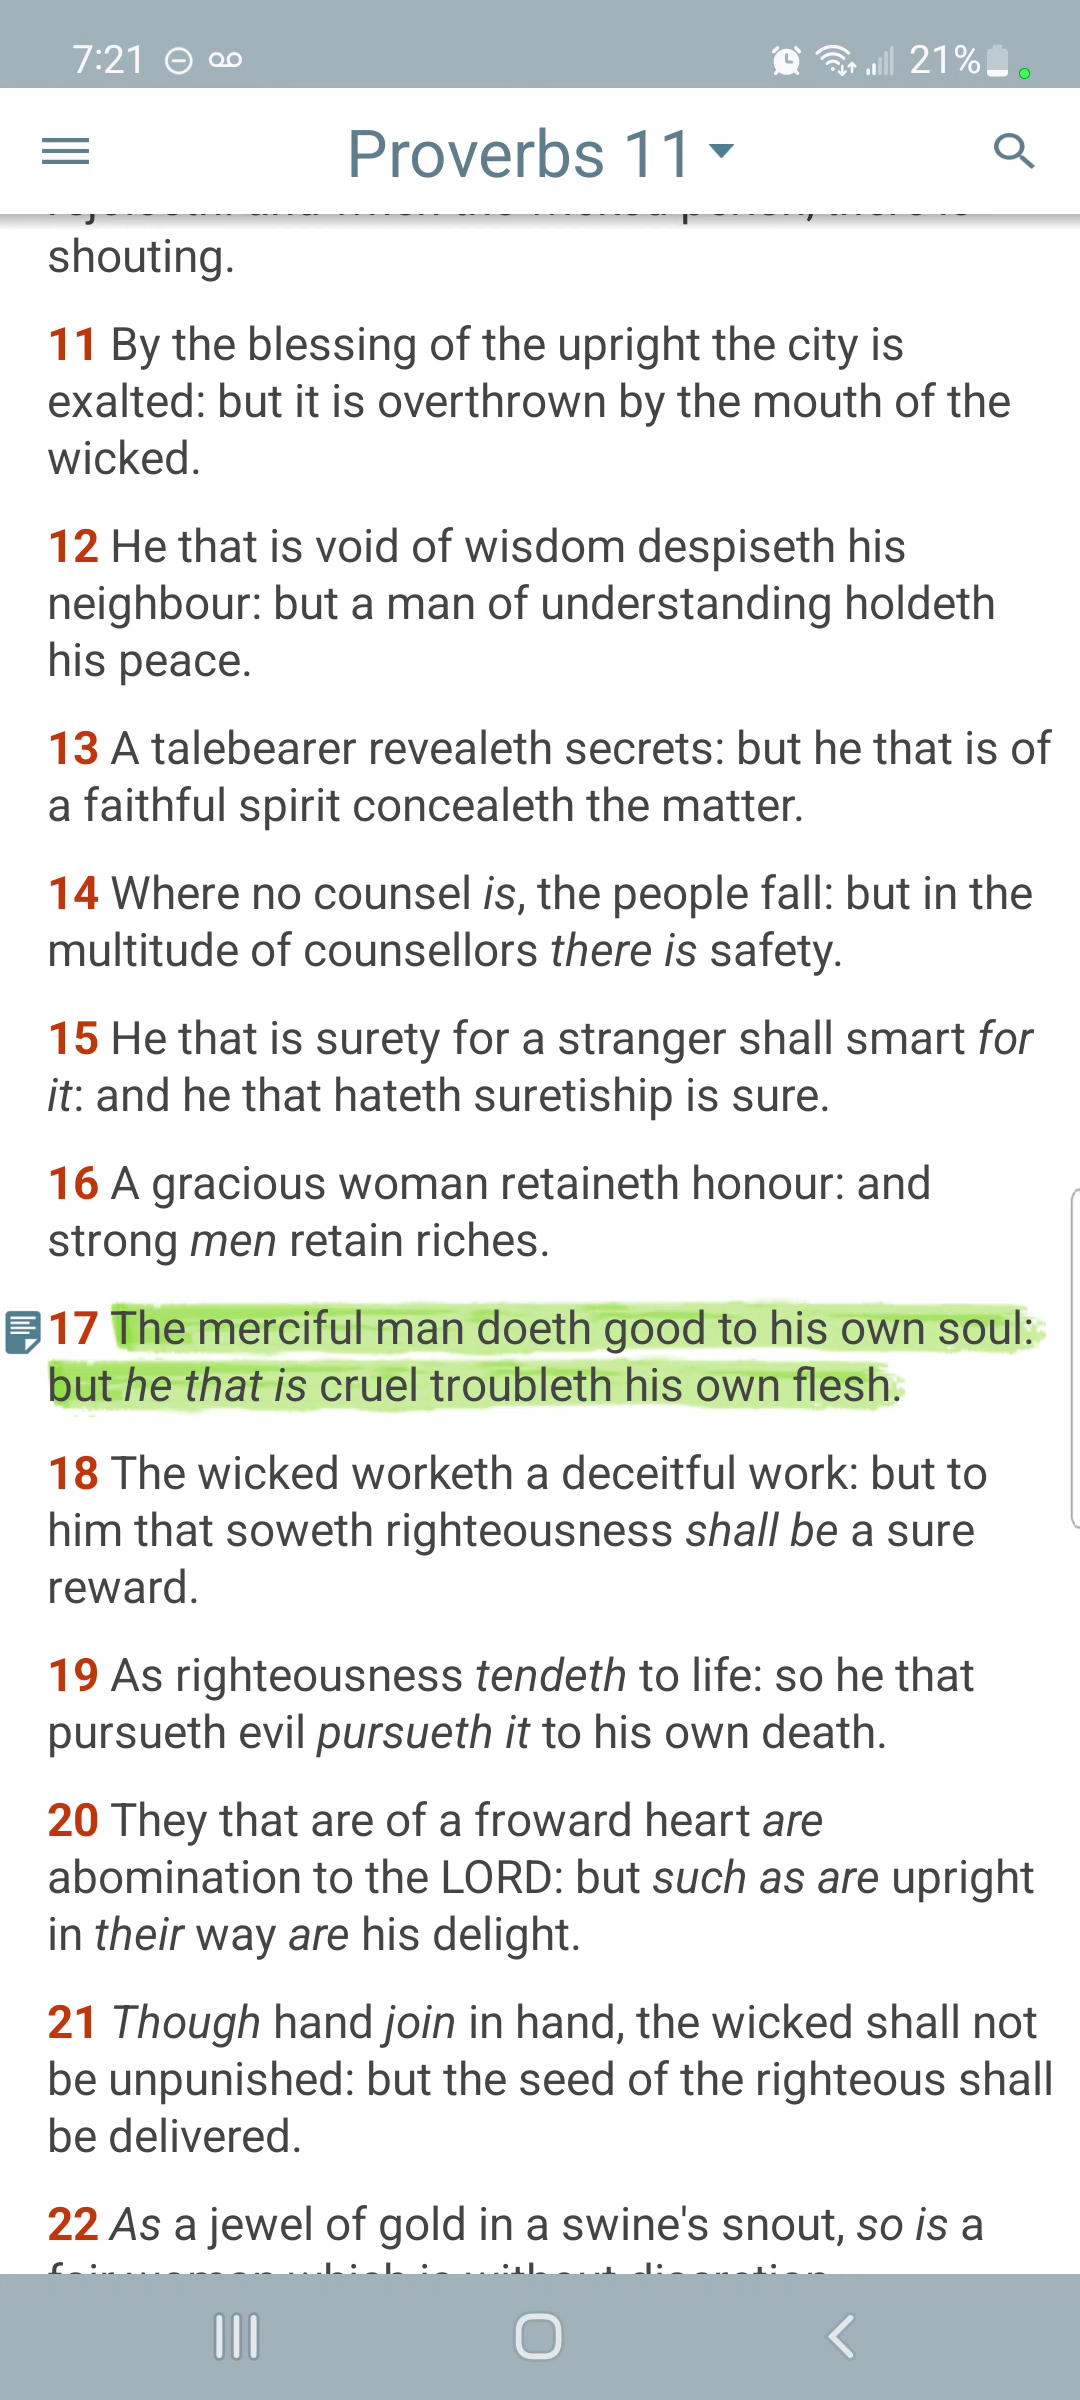 7:21
21%
Proverbs 11
shouting.
11 By the blessing of the upright the city is
exalted: but it is overthrown by the mouth of the
wicked.
12 He that is void of wisdom despiseth his
neighbour: but a man of understanding holdeth
his peace.
13 A talebearer revealeth secrets: but he that is of
a faithful spirit concealeth the matter.
14 Where no counsel is, the people fall: but in the
multitude of counsellors there is safety.
15 He that is surety for a stranger shall smart for
it: and he that hateth suretiship is sure.
16 A gracious woman retaineth honour: and
strong men retain riches.
17 The merciful man doeth good to his own soul:
but he that is cruel troubleth his own flesh.
18 The wicked worketh a deceitful work: but to
him that soweth righteousness shall be a sure
reward.
19 As righteousness tendeth to life: so he that
pursueth evil pursueth it to his own death.
20 They that are of a froward heart are
abomination to the LORD: but such as are upright
in their way are his delight.
21 Though hand join in hand, the wicked shall not
be unpunished: but the seed of the righteous shall
be delivered.
22 As a jewel of gold in a swine's snout, so is a